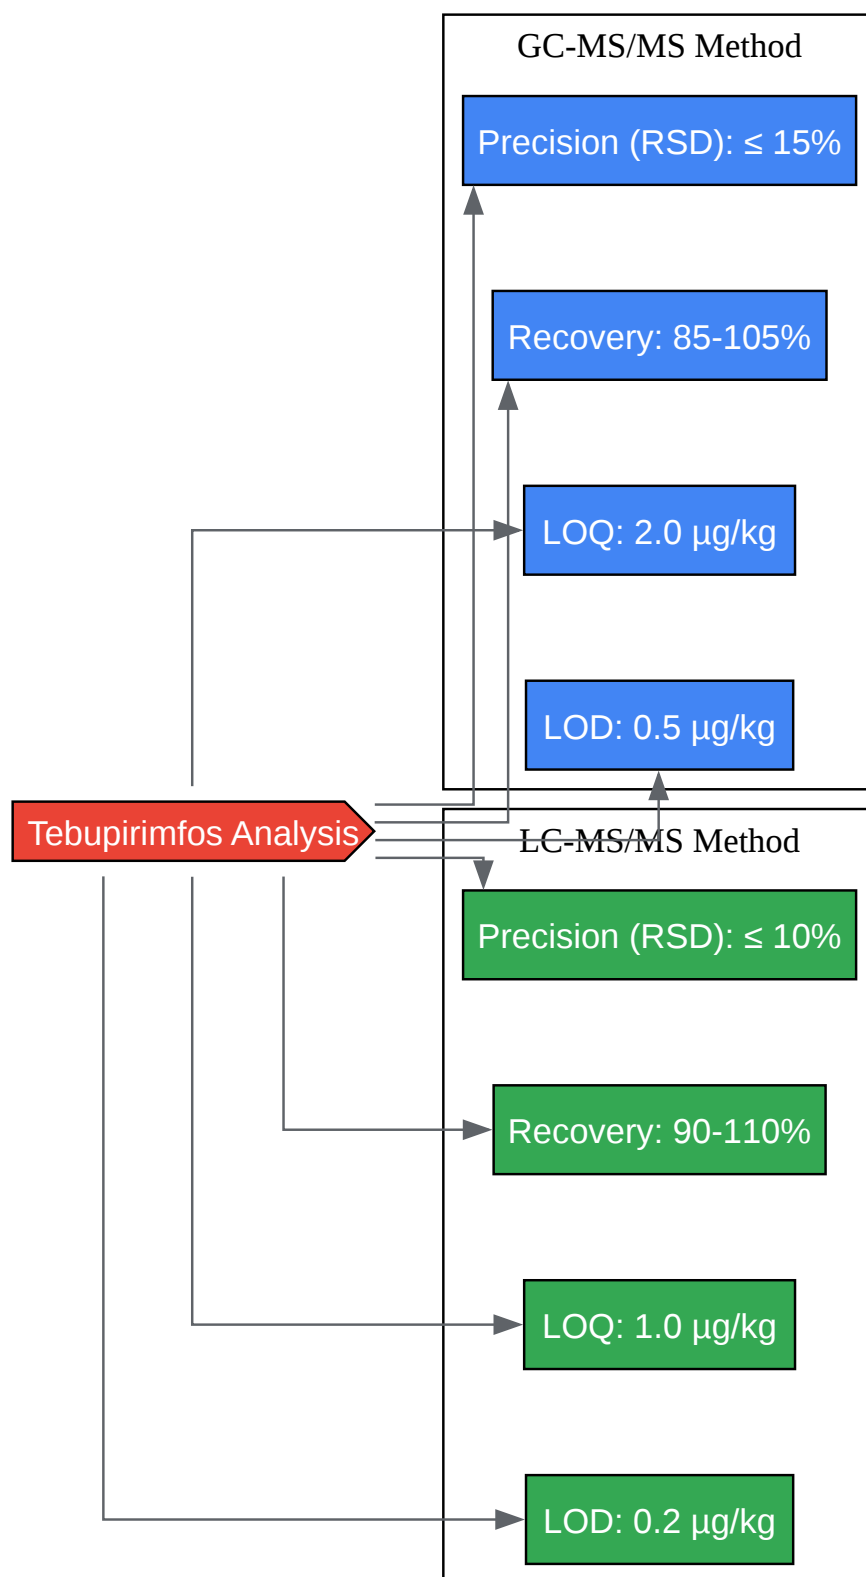 GC-MS/MS Method
Precision (RSD): ≤ 15%
Recovery: 85-105%
LOQ: 2.0 µg/kg
LOD: 0.5 µg/kg
Tebupirimfos Analysis
LC-MS/MS Method
Precision (RSD): ≤ 10%
Recovery: 90-110%
LOQ: 1.0 µg/kg
LOD: 0.2 µg/kg